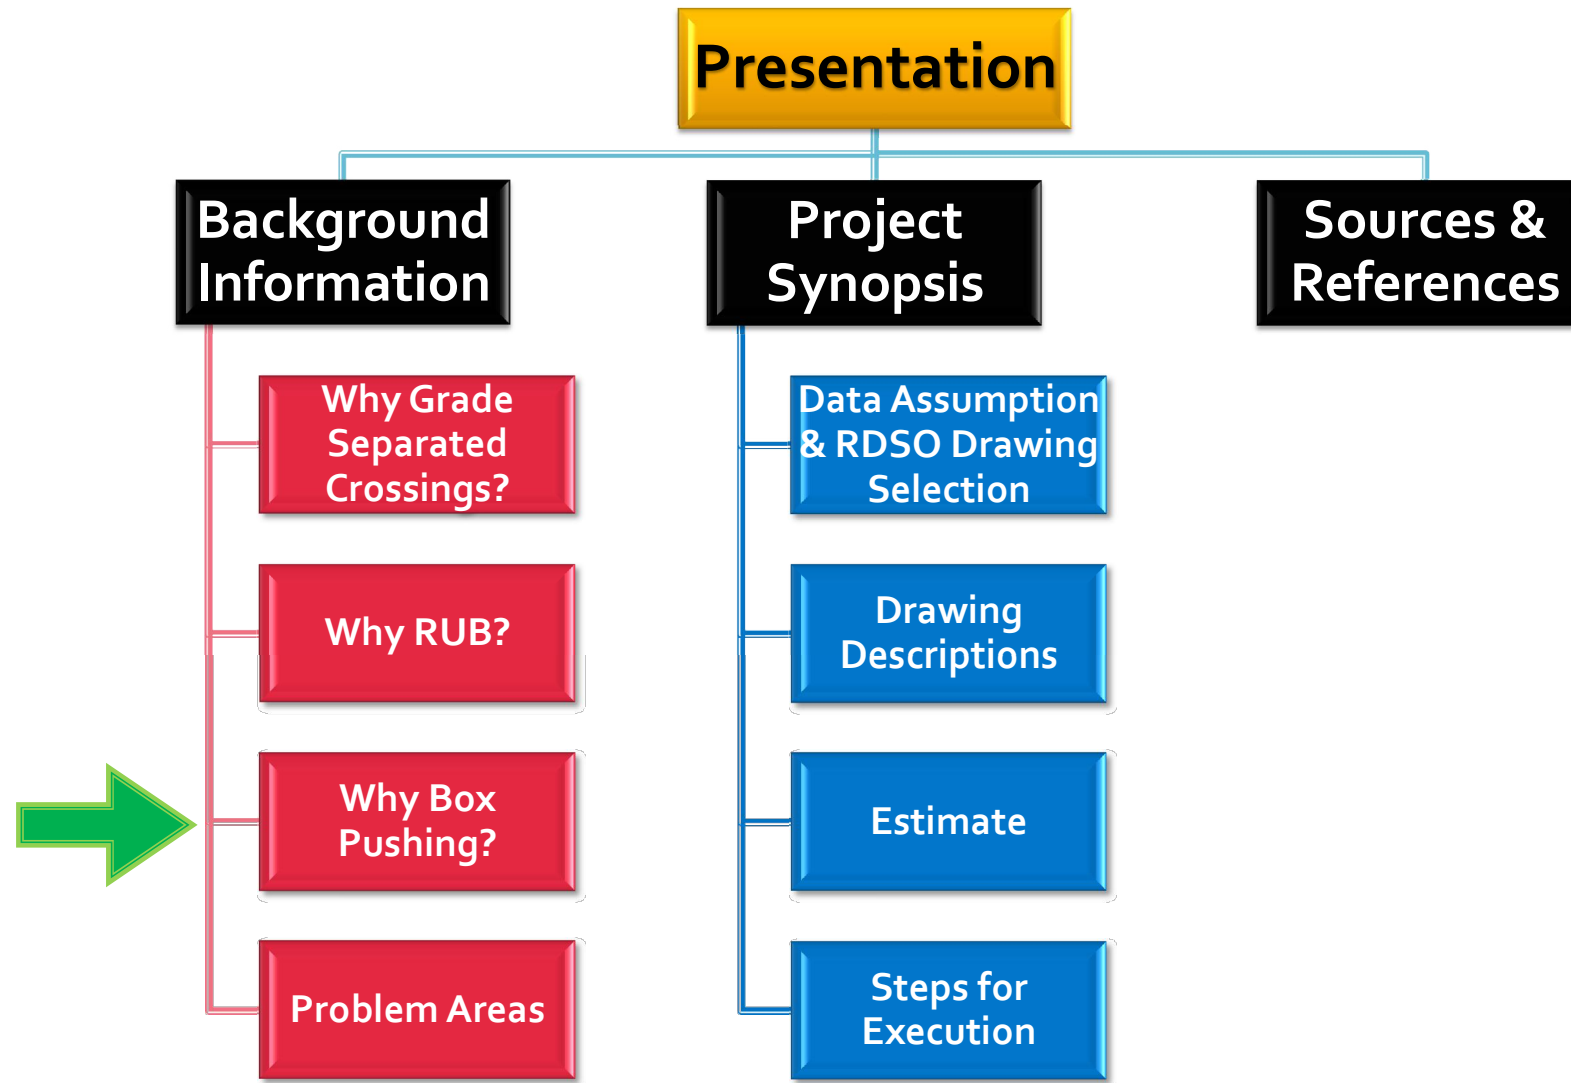 Presentation
Background
Information
Why Grade
Separated
Crossings?
Why RUB?
Why Box
Pushing?
Problem Areas
Project
Synopsis
Data Assumption
& RDSO Drawing
Selection
Drawing
Descriptions
Estimate
Steps for
Execution
Sources &
References